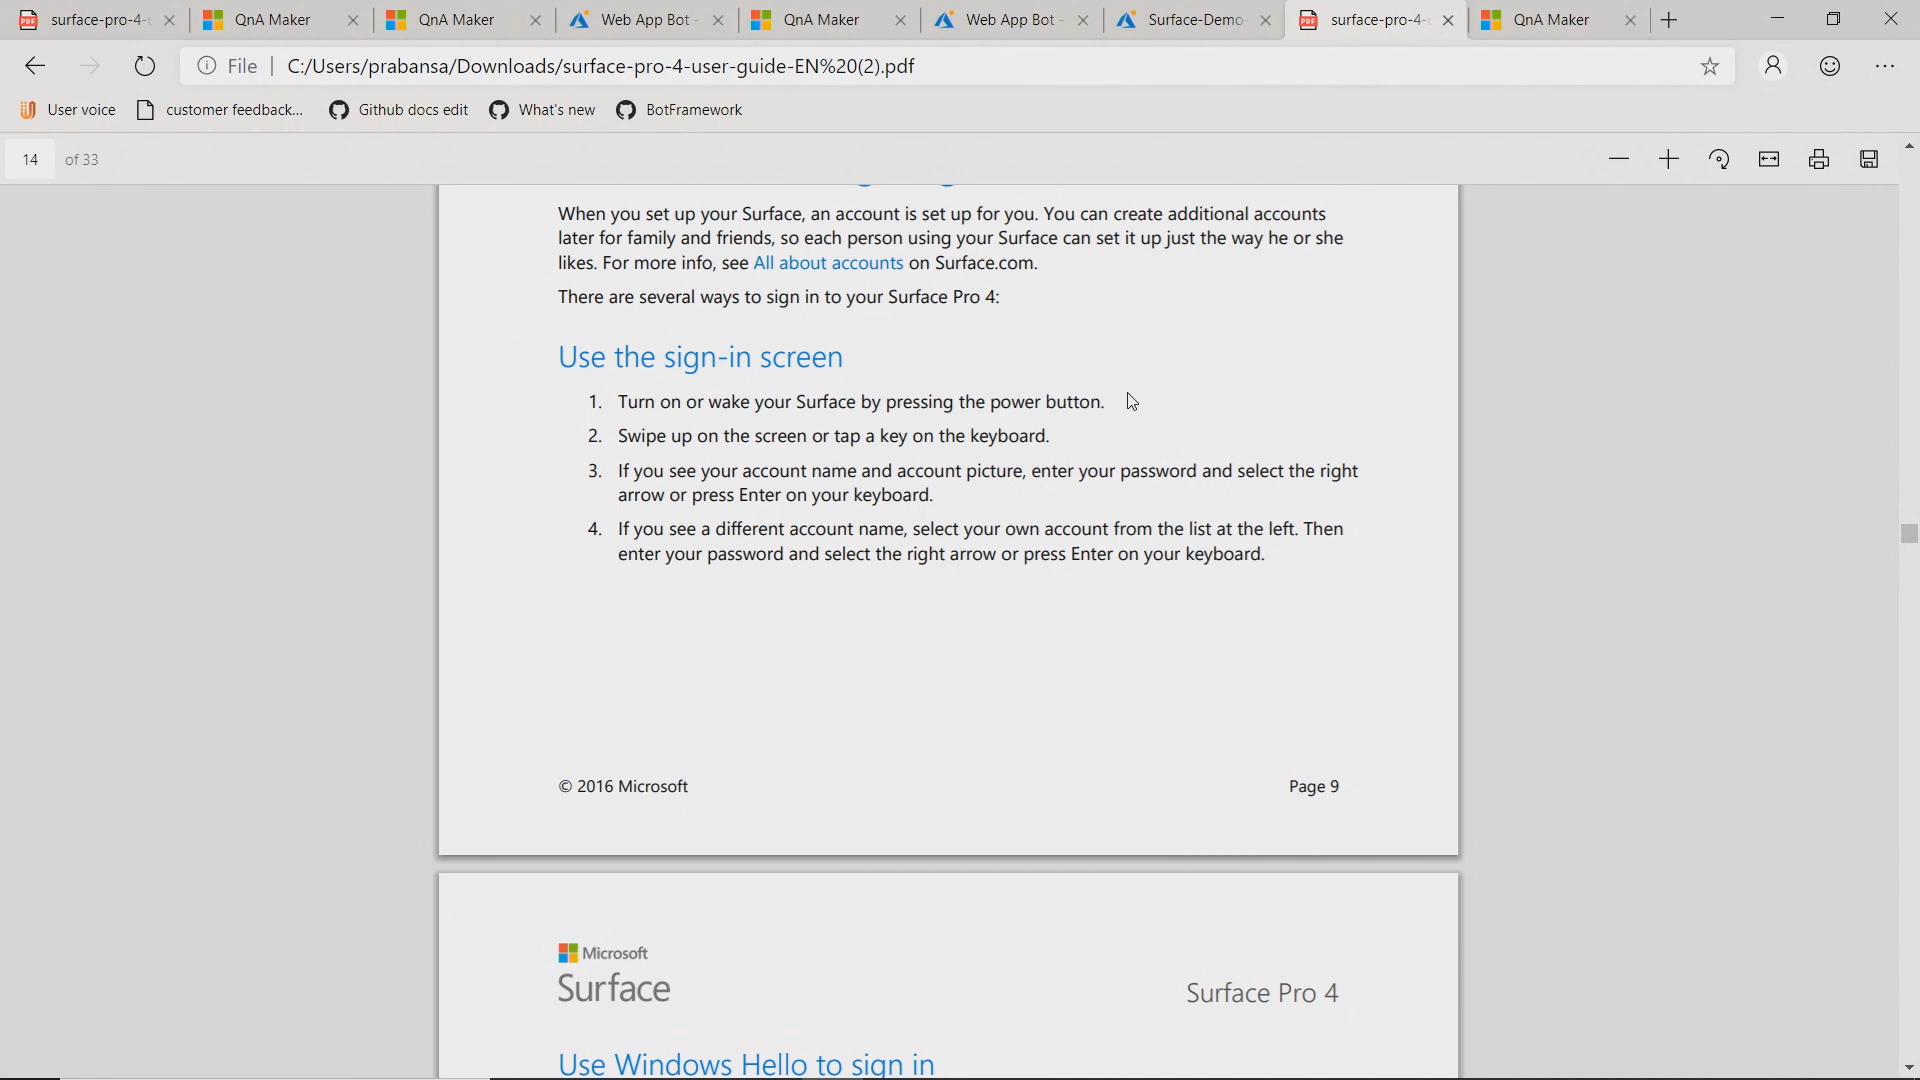 surface-pro-4-u
QnA Maker
QnA Maker
Web App Bot -
QnA Maker
Web App Bot -
Surface-Demo-
surface-pro-4-
QnA Maker
File
C:/Users/prabansa/Downloads/surface-pro-4-user-guide-EN%20(2).pdf
User voice
customer feedback...
Github docs edit
What's new
BotFramework
14 of 33
When you set up your Surface, an account is set up for you. You can create additional accounts
later for family and friends, so each person using your Surface can set it up just the way he or she
likes. For more info, see All about accounts on Surface.com.
There are several ways to sign in to your Surface Pro 4:
Use the sign-in screen
1. Turn on or wake your Surface by pressing the power button.
2. Swipe up on the screen or tap a key on the keyboard.
3. If you see your account name and account picture, enter your password and select the right
arrow or press Enter on your keyboard.
4. If you see a different account name, select your own account from the list at the left. Then
enter your password and select the right arrow or press Enter on your keyboard.
© 2016 Microsoft
Page 9
Microsoft
Surface
Surface Pro 4
Use Windows Hello to sign in